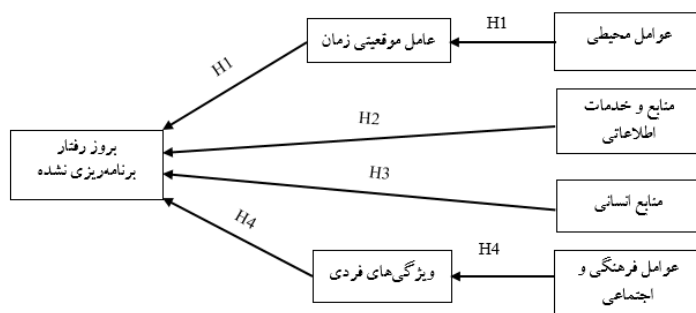 عوامل محیطی
H1
عامل موقعیتی زمان
H1
منابع و خدمات
اطلاعاتی
H2
بروز رفتار
برنامه‌ریزی نشده
H3
منابع انسانی
H4
ویژگی‌های فردی
H4
عوامل فرهنگی و
اجتماعی